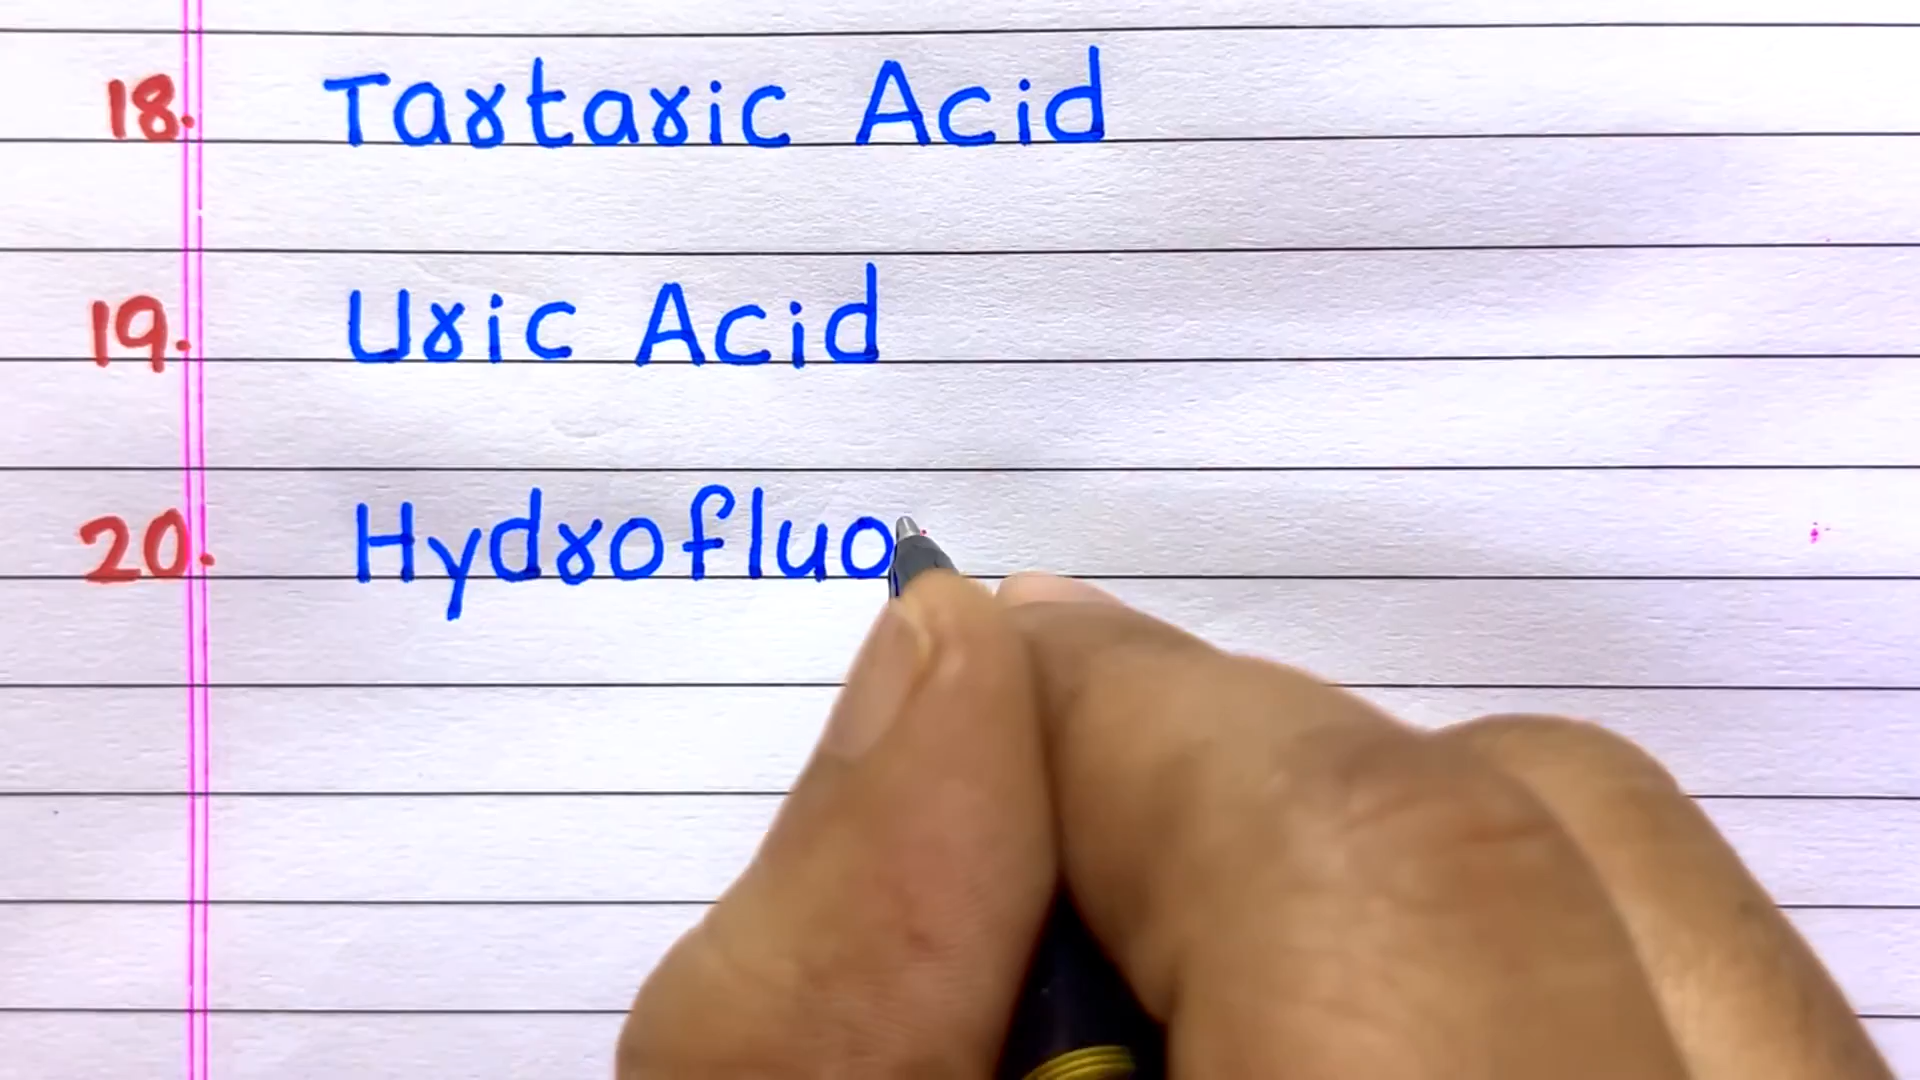 18. Tartaric Acid
19. Uric Acid
20. Hydrofluo